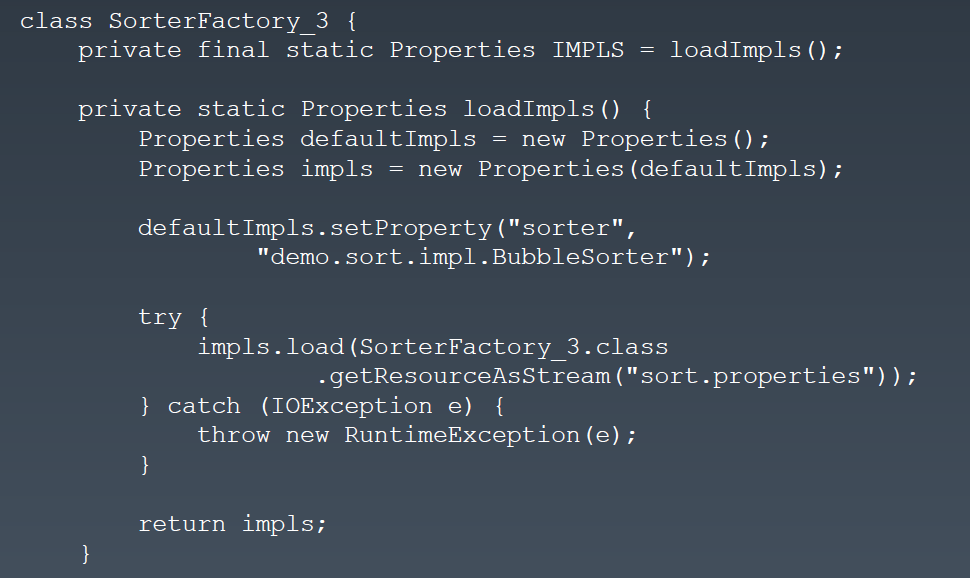 class SorterFactory_3 {
    private final static Properties IMPLS = loadImpls();

    private static Properties loadImpls() {
        Properties defaultImpls = new Properties();
        Properties impls = new Properties(defaultImpls);

        defaultImpls.setProperty("sorter",
                "demo.sort.impl.BubbleSorter");

        try {
            impls.load(SorterFactory_3.class
                    .getResourceAsStream("sort.properties"));
        } catch (IOException e) {
            throw new RuntimeException(e);
        }

        return impls;
    }